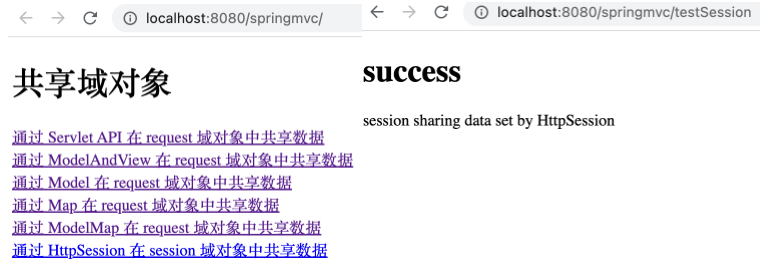 localhost:8080/springmvc/
共享域对象
通过 Servlet API 在 request 域对象中共享数据
通过 ModelAndView 在 request 域对象中共享数据
通过 Model 在 request 域对象中共享数据
通过 Map 在 request 域对象中共享数据
通过 ModelMap 在 request 域对象中共享数据
通过 HttpSession 在 session 域对象中共享数据
localhost:8080/springmvc/testSession
success
session sharing data set by HttpSession